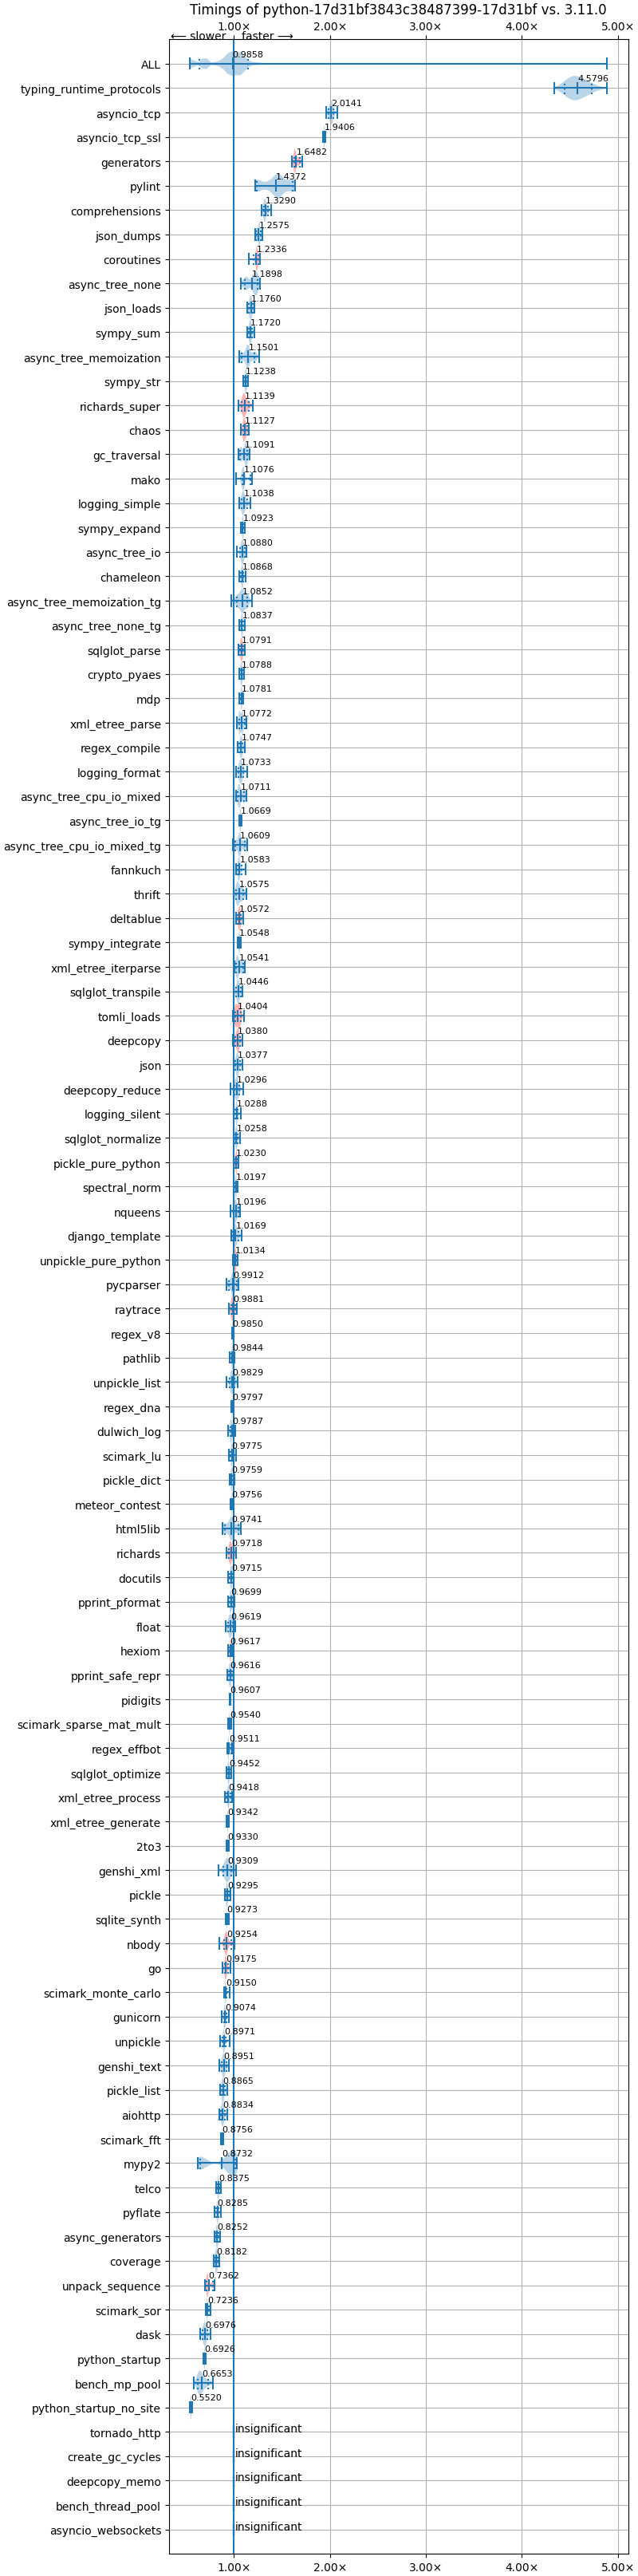 Timings of python-17d31bf3843c38487399-17d31bf vs. 3.11.0
1.00× 2.00× 3.00× 4.00× 5.00×
⟵ slower faster ⟶
ALL 0.9858
typing_runtime_protocols 4.5796
asyncio_tcp 2.0141
asyncio_tcp_ssl 1.9406
generators 1.6482
pylint 1.4372
comprehensions 1.3290
json_dumps 1.2575
coroutines 1.2336
async_tree_none 1.1898
json_loads 1.1760
sympy_sum 1.1720
async_tree_memoization 1.1501
sympy_str 1.1238
richards_super 1.1139
chaos 1.1127
gc_traversal 1.1091
mako 1.1076
logging_simple 1.1038
sympy_expand 1.0923
async_tree_io 1.0880
chameleon 1.0868
async_tree_memoization_tg 1.0852
async_tree_none_tg 1.0837
sqlglot_parse 1.0791
crypto_pyaes 1.0788
mdp 1.0781
xml_etree_parse 1.0772
regex_compile 1.0747
logging_format 1.0733
async_tree_cpu_io_mixed 1.0711
async_tree_io_tg 1.0669
async_tree_cpu_io_mixed_tg 1.0609
fannkuch 1.0583
thrift 1.0575
deltablue 1.0572
sympy_integrate 1.0548
xml_etree_iterparse 1.0541
sqlglot_transpile 1.0446
tomli_loads 1.0404
deepcopy 1.0380
json 1.0377
deepcopy_reduce 1.0296
logging_silent 1.0288
sqlglot_normalize 1.0258
pickle_pure_python 1.0230
spectral_norm 1.0197
nqueens 1.0196
django_template 1.0169
unpickle_pure_python 1.0134
pycparser 0.9912
raytrace 0.9881
regex_v8 0.9850
pathlib 0.9844
unpickle_list 0.9829
regex_dna 0.9797
dulwich_log 0.9787
scimark_lu 0.9775
pickle_dict 0.9759
meteor_contest 0.9756
html5lib 0.9741
richards 0.9718
docutils 0.9715
pprint_pformat 0.9699
float 0.9619
hexiom 0.9617
pprint_safe_repr 0.9616
pidigits 0.9607
scimark_sparse_mat_mult 0.9540
regex_effbot 0.9511
sqlglot_optimize 0.9452
xml_etree_process 0.9418
xml_etree_generate 0.9342
2to3 0.9330
genshi_xml 0.9309
pickle 0.9295
sqlite_synth 0.9273
nbody 0.9254
go 0.9175
scimark_monte_carlo 0.9150
gunicorn 0.9074
unpickle 0.8971
genshi_text 0.8951
pickle_list 0.8865
aiohttp 0.8834
scimark_fft 0.8756
mypy2 0.8732
telco 0.8375
pyflate 0.8285
async_generators 0.8252
coverage 0.8182
unpack_sequence 0.7362
scimark_sor 0.7236
dask 0.6976
python_startup 0.6926
bench_mp_pool 0.6653
python_startup_no_site 0.5520
tornado_http insignificant
create_gc_cycles insignificant
deepcopy_memo insignificant
bench_thread_pool insignificant
asyncio_websockets insignificant
1.00× 2.00× 3.00× 4.00× 5.00×